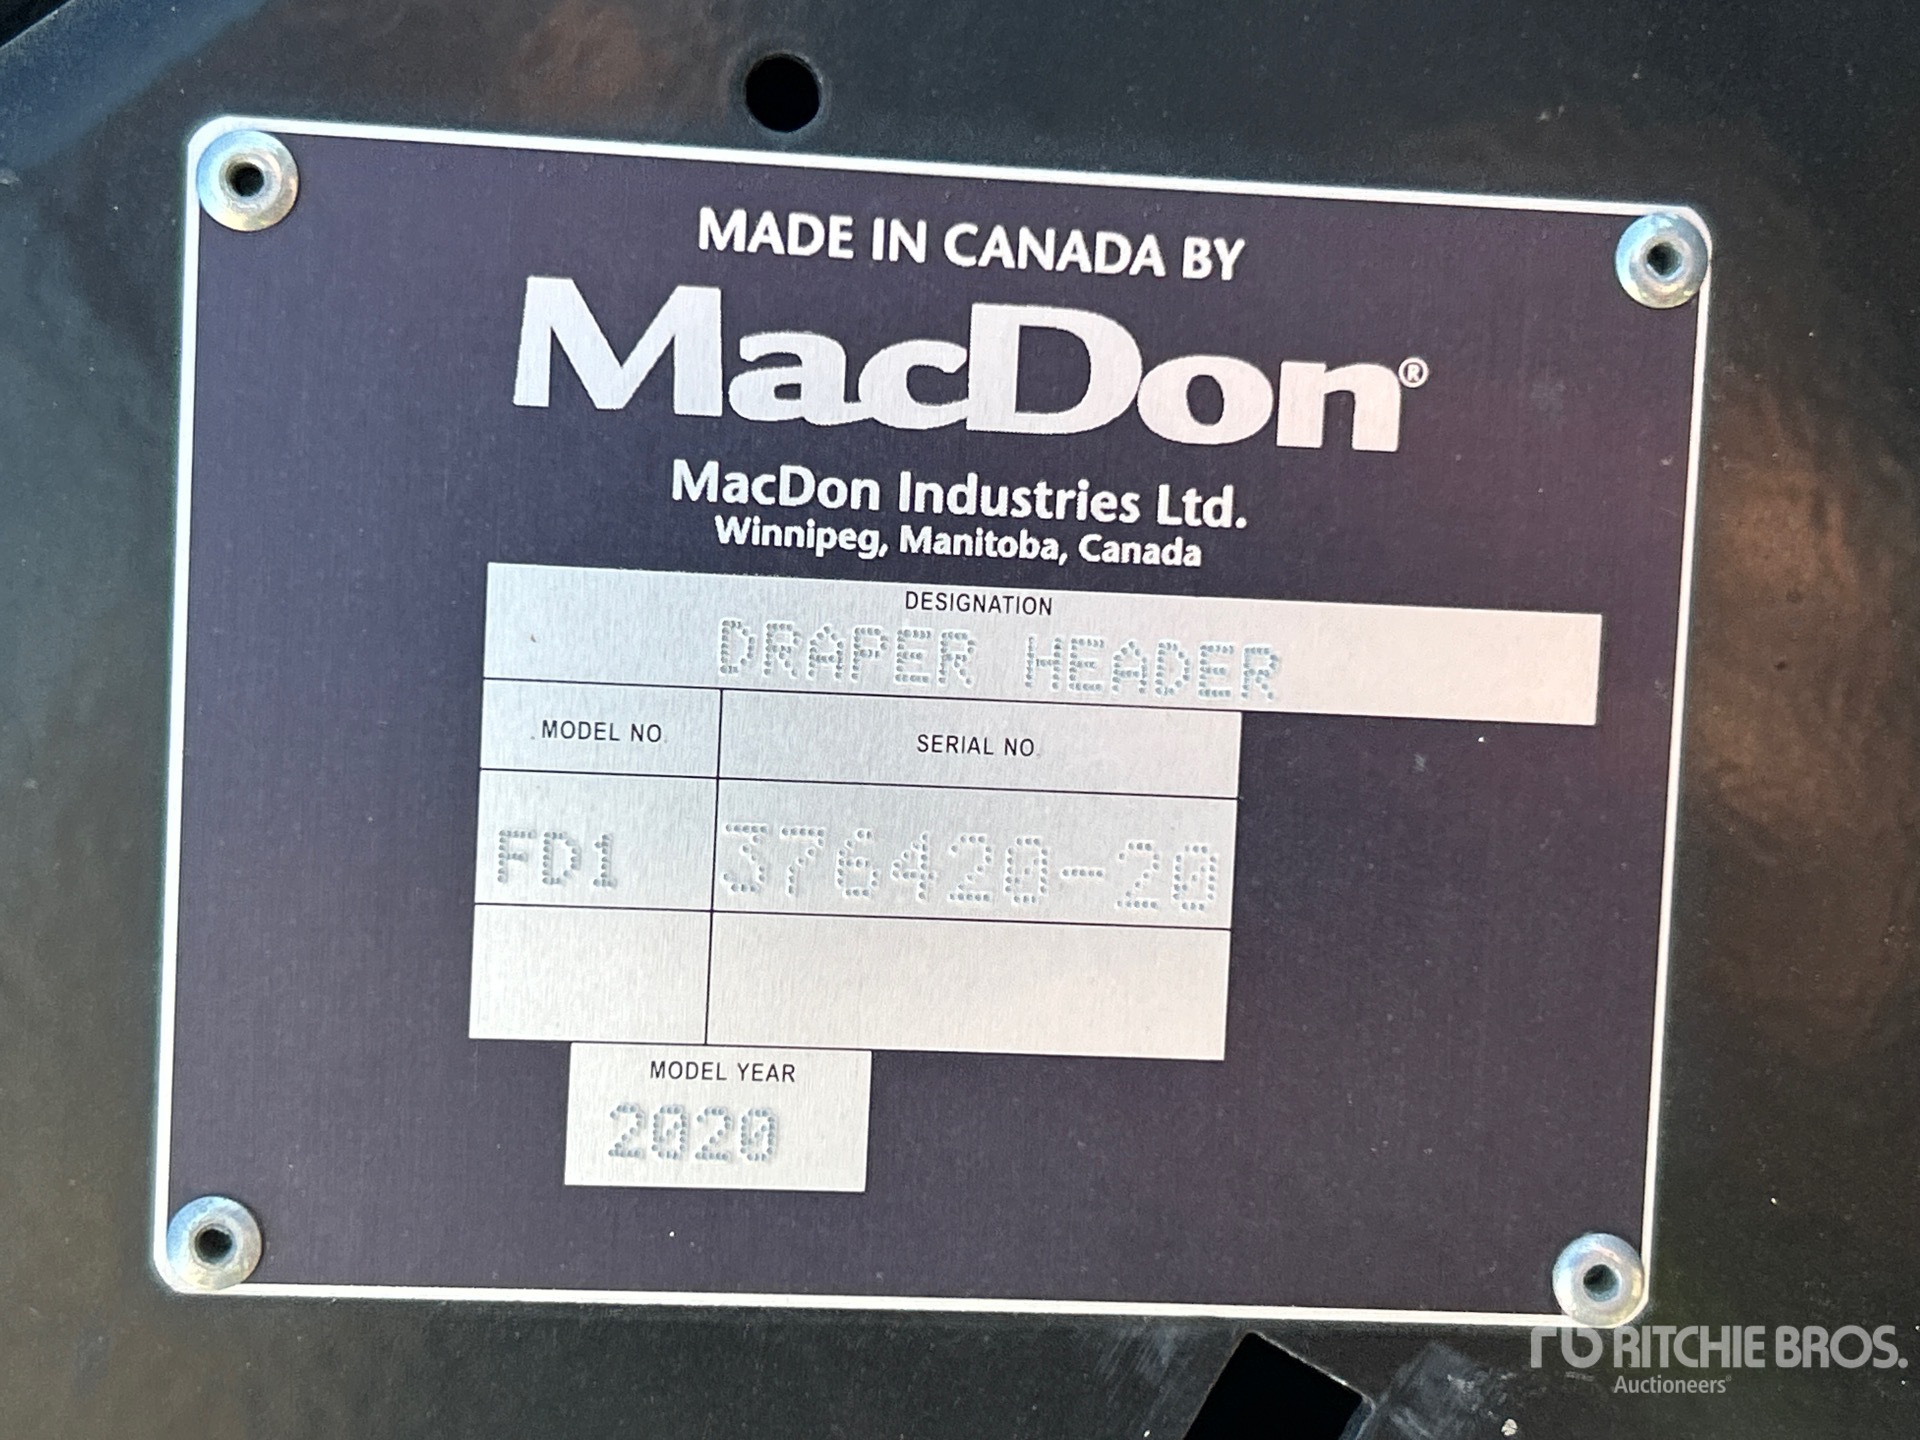 MADE IN CANADA BY
MacDon®
MacDon Industries Ltd.
Winnipeg, Manitoba, Canada
DESIGNATION
DRAPER HEADER
MODEL NO. SERIAL NO.
FD1 376420-20
MODEL YEAR
2020
rb RITCHIE BROS.
Auctioneers